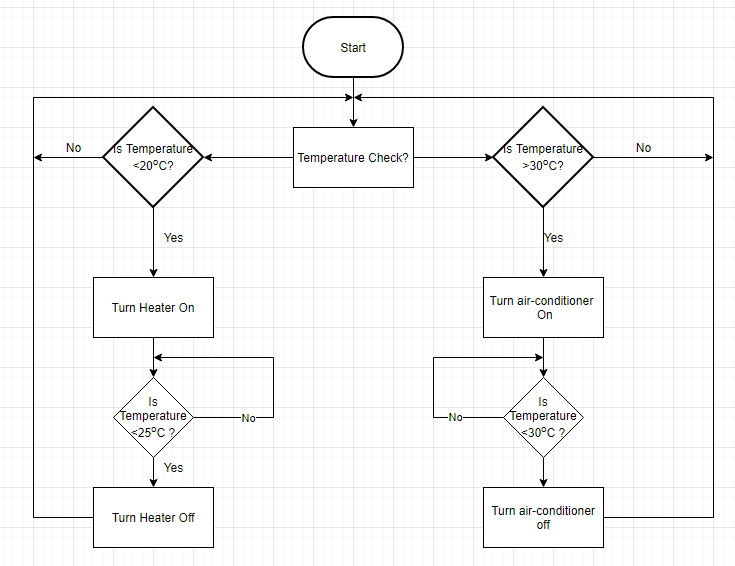 Start
No
Is Temperature
<20°C?
Temperature Check?
Is Temperature
>30°C?
No
Yes
Yes
Turn Heater On
Turn air-conditioner
On
Is
Temperature
<25°C ?
No
No
Is
Temperature
<30°C ?
Yes
Turn Heater Off
Turn air-conditioner
off